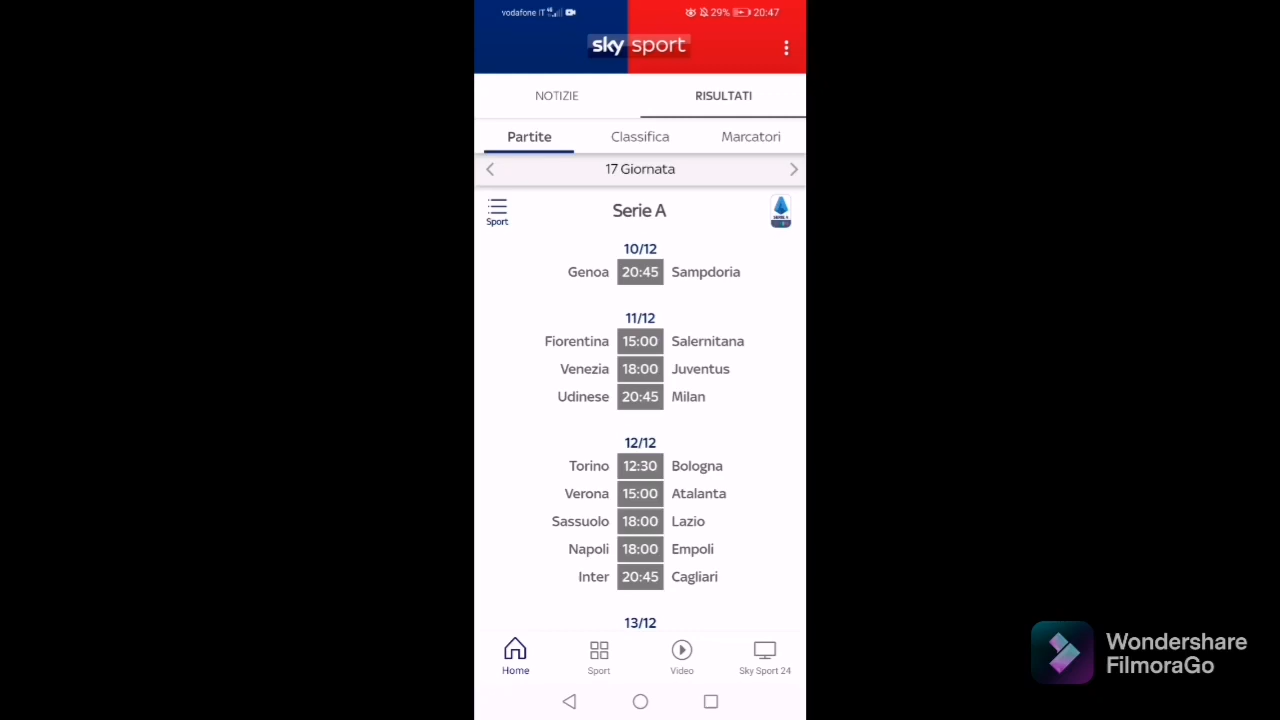 vodafone IT 29% 20:47
sky sport
NOTIZIE RISULTATI
Partite Classifica Marcatori
17 Giornata
Sport Serie A
10/12
Genoa 20:45 Sampdoria
11/12
Fiorentina 15:00 Salernitana
Venezia 18:00 Juventus
Udinese 20:45 Milan
12/12
Torino 12:30 Bologna
Verona 15:00 Atalanta
Sassuolo 18:00 Lazio
Napoli 18:00 Empoli
Inter 20:45 Cagliari
13/12
Home Sport Video Sky Sport 24
Wondershare
FilmoraGo